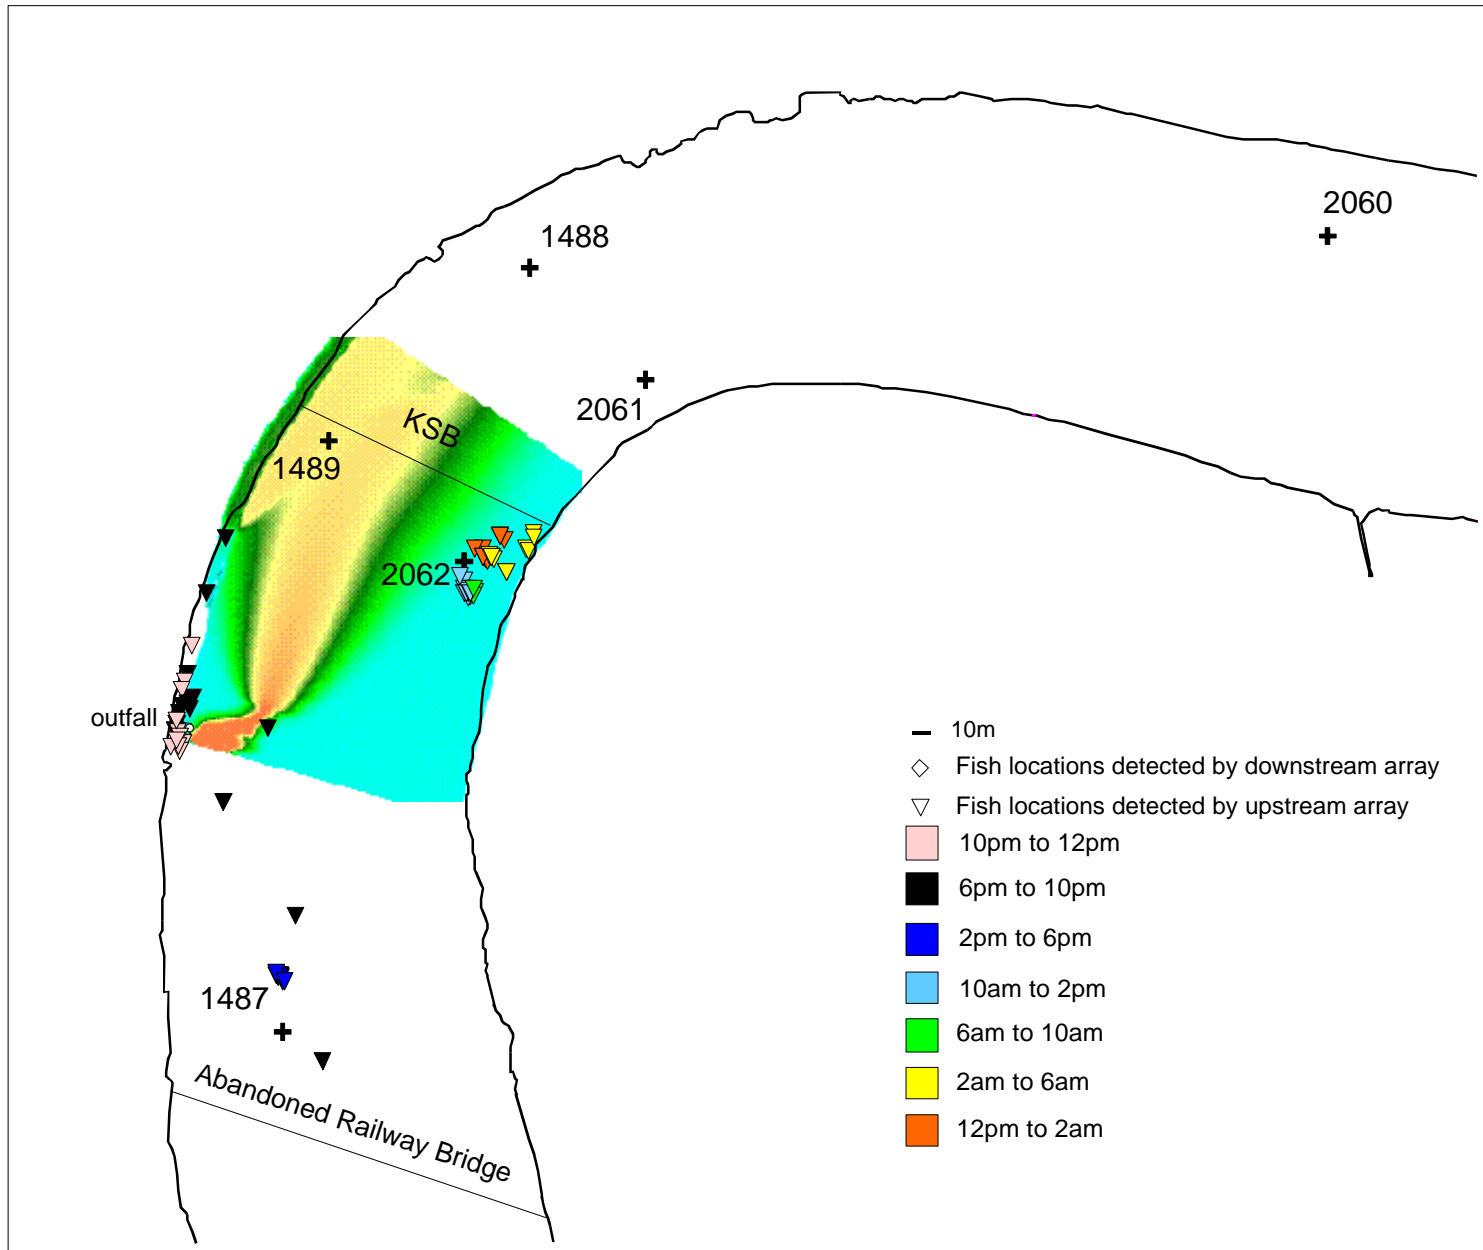 2060
1488
2061
KSB
1489
2062
outfall
10m
Fish locations detected by downstream array
Fish locations detected by upstream array
10pm to 12pm
6pm to 10pm
2pm to 6pm
10am to 2pm
6am to 10am
2am to 6am
12pm to 2am
1487
Abandoned Railway Bridge